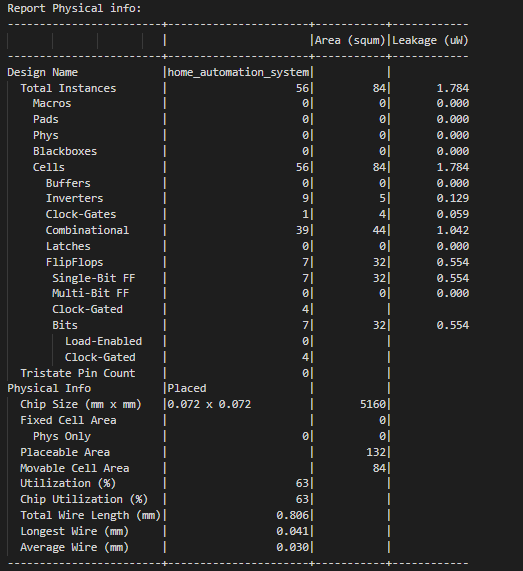 Report Physical info:
------------------------+----------------------+-----------+------------
| | | | | |Area (squm)|Leakage (uW)
------------------------+----------------------+-----------+------------
Design Name |home_automation_system| |
Total Instances | 56| 84| 1.784
Macros | 0| 0| 0.000
Pads | 0| 0| 0.000
Phys | 0| 0| 0.000
Blackboxes | 0| 0| 0.000
Cells | 56| 84| 1.784
Buffers | 0| 0| 0.000
Inverters | 9| 5| 0.129
Clock-Gates | 1| 4| 0.059
Combinational | 39| 44| 1.042
Latches | 0| 0| 0.000
FlipFlops | 7| 32| 0.554
Single-Bit FF | 7| 32| 0.554
Multi-Bit FF | 0| 0| 0.000
Clock-Gated | 4| |
Bits | 7| 32| 0.554
Load-Enabled | 0| |
Clock-Gated | 4| |
Tristate Pin Count | 0| |
Physical Info |Placed | |
Chip Size (mm x mm) |0.072 x 0.072 | 5160|
Fixed Cell Area | | 0|
Phys Only | 0| 0|
Placeable Area | | 132|
Movable Cell Area | | 84|
Utilization (%) | 63| |
Chip Utilization (%) | 63| |
Total Wire Length (mm)| 0.806| |
Longest Wire (mm) | 0.041| |
Average Wire (mm) | 0.030| |
------------------------+----------------------+-----------+------------